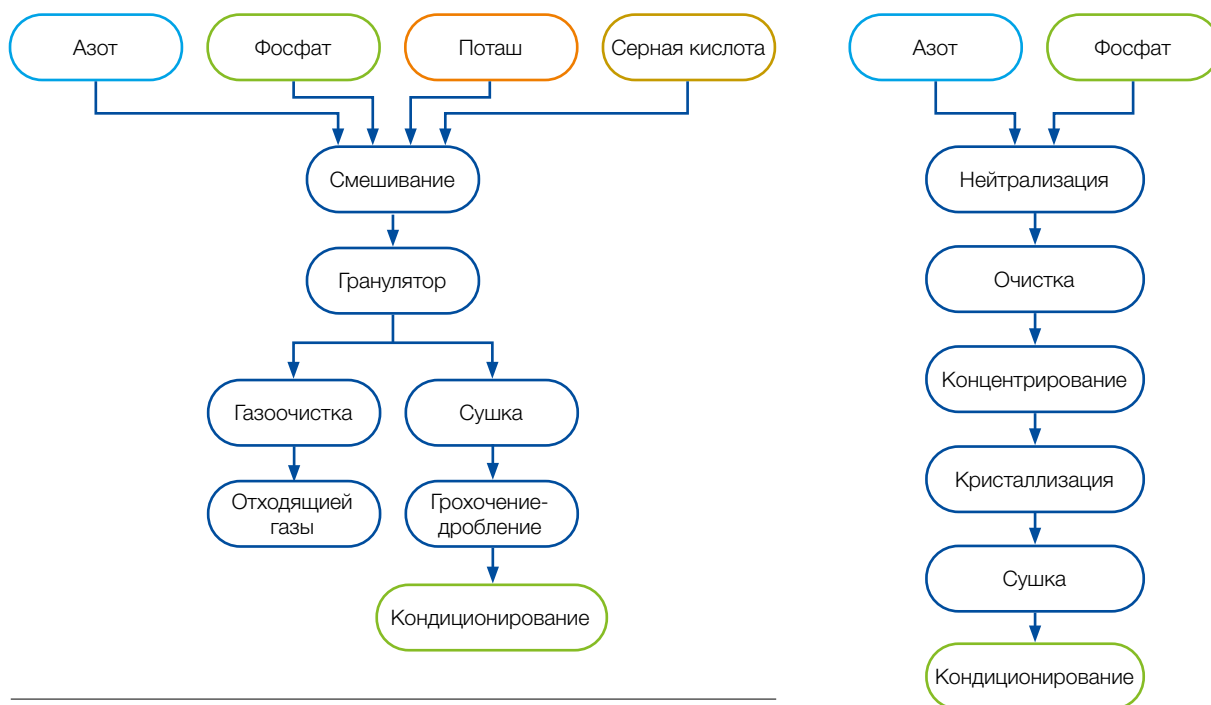 Азот
Фосфат
Поташ
Серная кислота
Смешивание
Гранулятор
Газоочистка
Сушка
Отходящией
газы
Грохочение-
дробление
Кондиционирование
Азот
Фосфат
Нейтрализация
Очистка
Концентрирование
Кристаллизация
Сушка
Кондиционирование